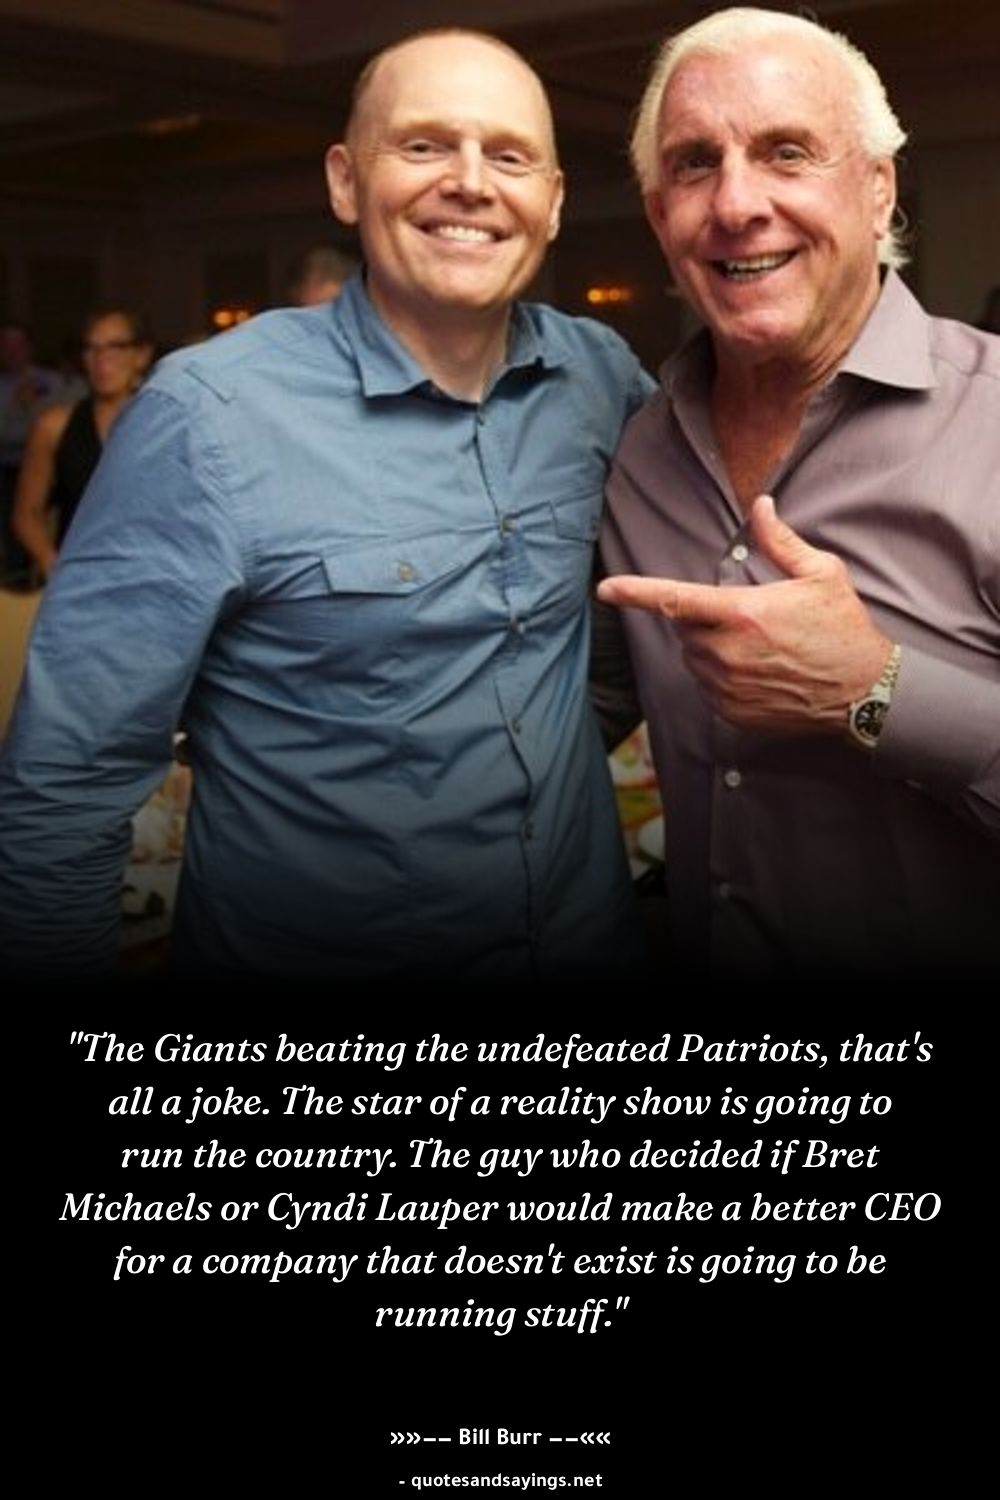 "The Giants beating the undefeated Patriots, that's
all a joke. The star of a reality show is going to
run the country. The guy who decided if Bret
Michaels or Cyndi Lauper would make a better CEO
for a company that doesn't exist is going to be
running stuff."
»»–– Bill Burr ––««
- quotesandsayings.net